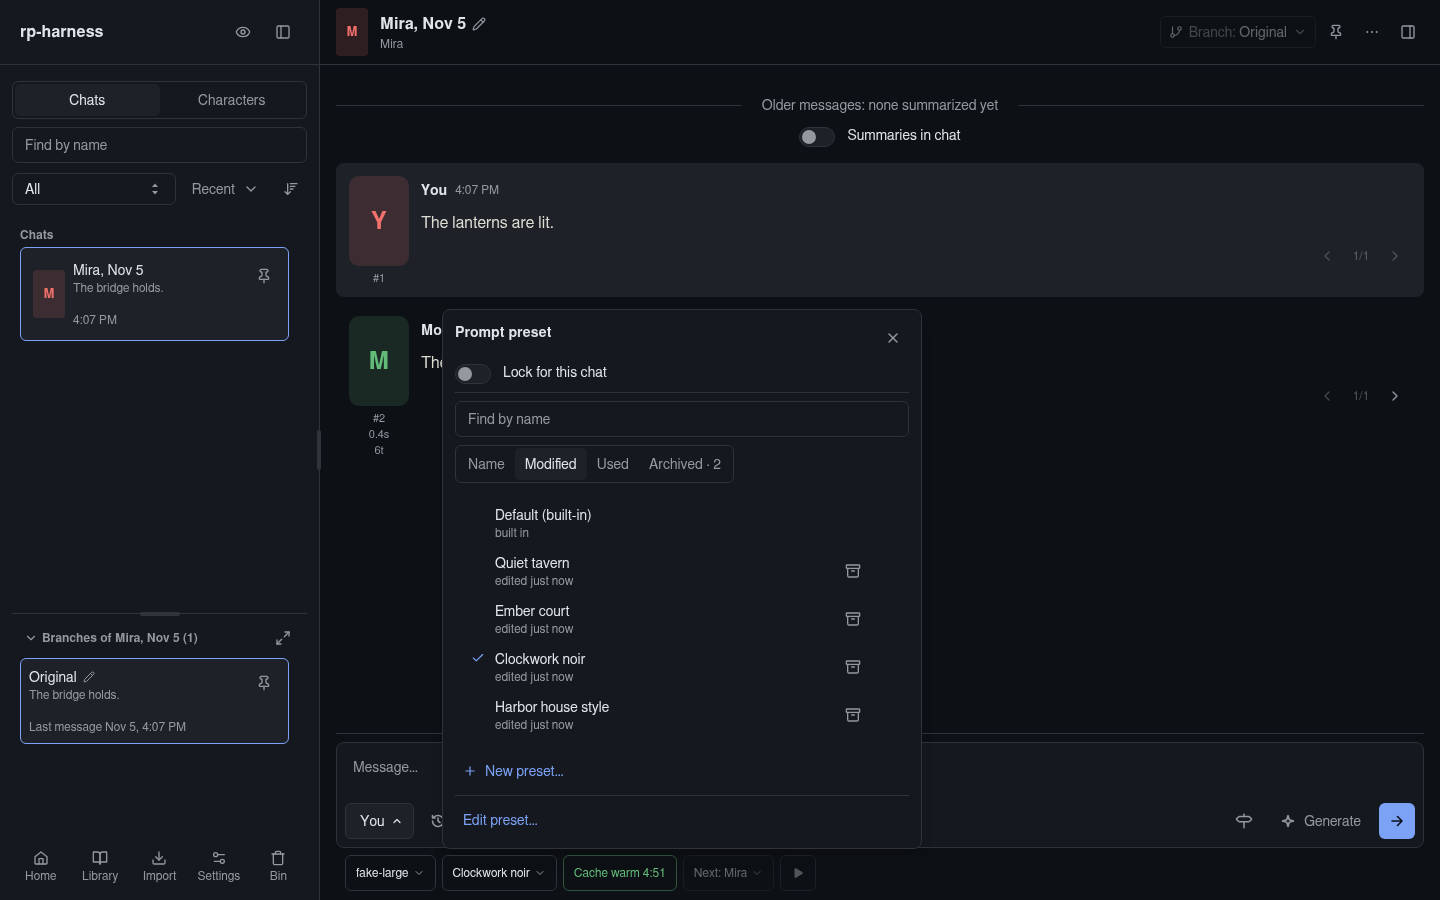 rp-harness
Chats
Characters
Find by name
All
Recent
Chats
M
Mira, Nov 5
The bridge holds.
4:07 PM
Branches of Mira, Nov 5 (1)
Original
The bridge holds.
Last message Nov 5, 4:07 PM
Home
Library
Import
Settings
Bin
M
Mira, Nov 5
Mira
Branch: Original
Older messages: none summarized yet
Summaries in chat
Y
You 4:07 PM
The lanterns are lit.
#1
1/1
M
Mo
The
#2
0.4s
6t
1/1
Prompt preset
Lock for this chat
Find by name
Name
Modified
Used
Archived · 2
Default (built-in)
built in
Quiet tavern
edited just now
Ember court
edited just now
Clockwork noir
edited just now
Harbor house style
edited just now
New preset...
Edit preset...
Message...
You
Generate
fake-large
Clockwork noir
Cache warm 4:51
Next: Mira